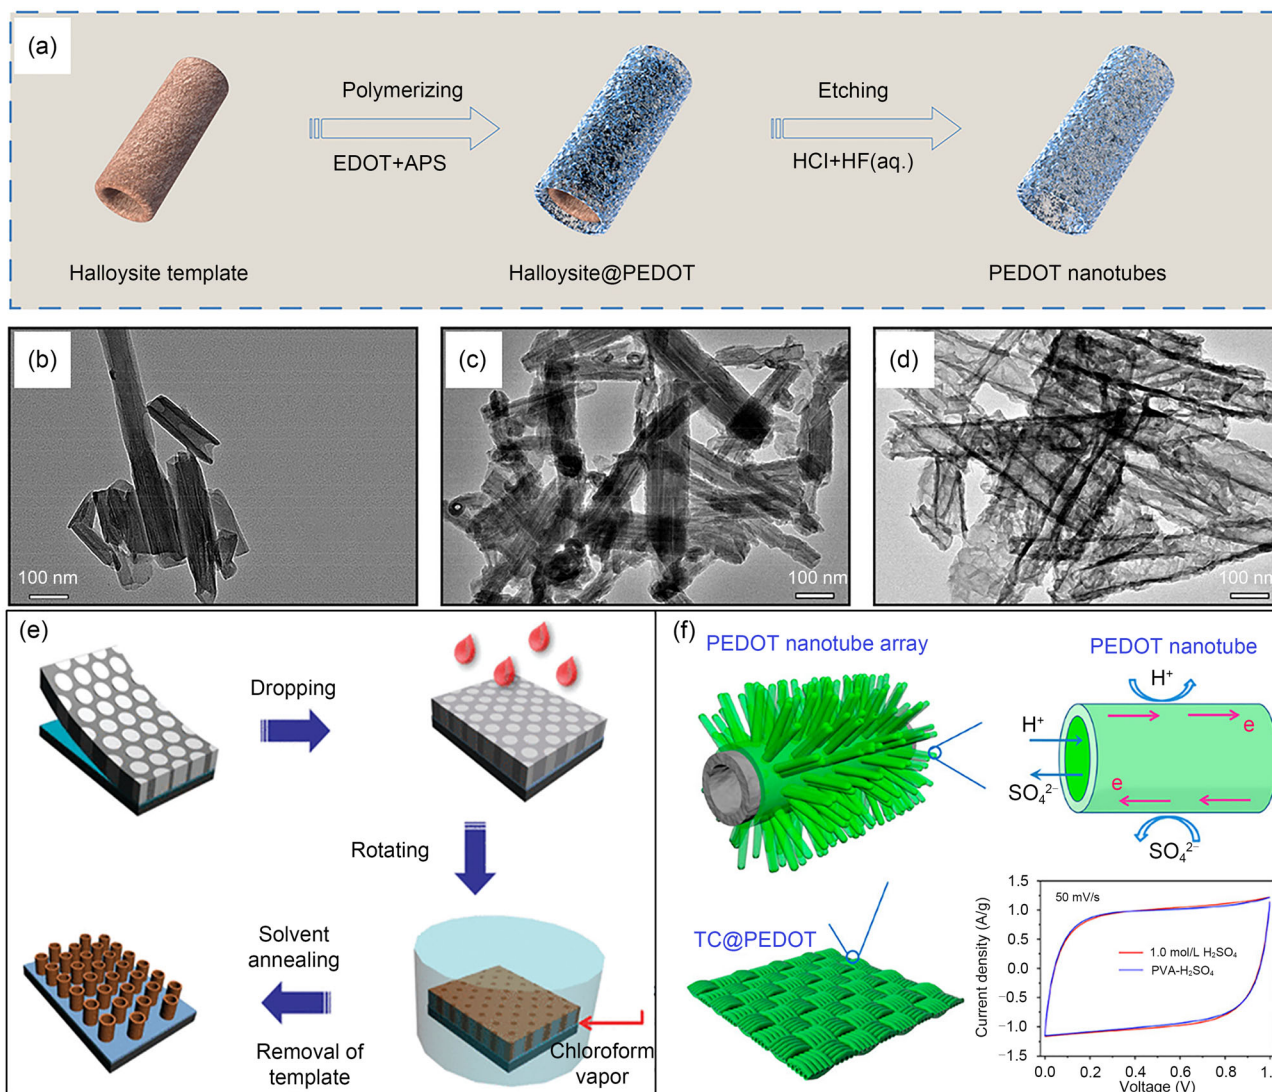 (a)
Polymerizing
EDOT+APS
Etching
HCl+HF(aq.)
Halloysite template
Halloysite@PEDOT
PEDOT nanotubes
(b)
100 nm
(c)
100 nm
(d)
100 nm
(e)
Dropping
Rotating
Solvent
annealing
Removal of
template
Chloroform
vapor
(f)
PEDOT nanotube array
PEDOT nanotube
H⁺
H⁺
e
SO₄²⁻
e
SO₄²⁻
TC@PEDOT
Current density (A/g)
1.5
1.0
0.5
0.0
−0.5
−1.0
−1.5
50 mV/s
1.0 mol/L H₂SO₄
PVA-H₂SO₄
0.0
0.2
0.4
0.6
0.8
Voltage (V)